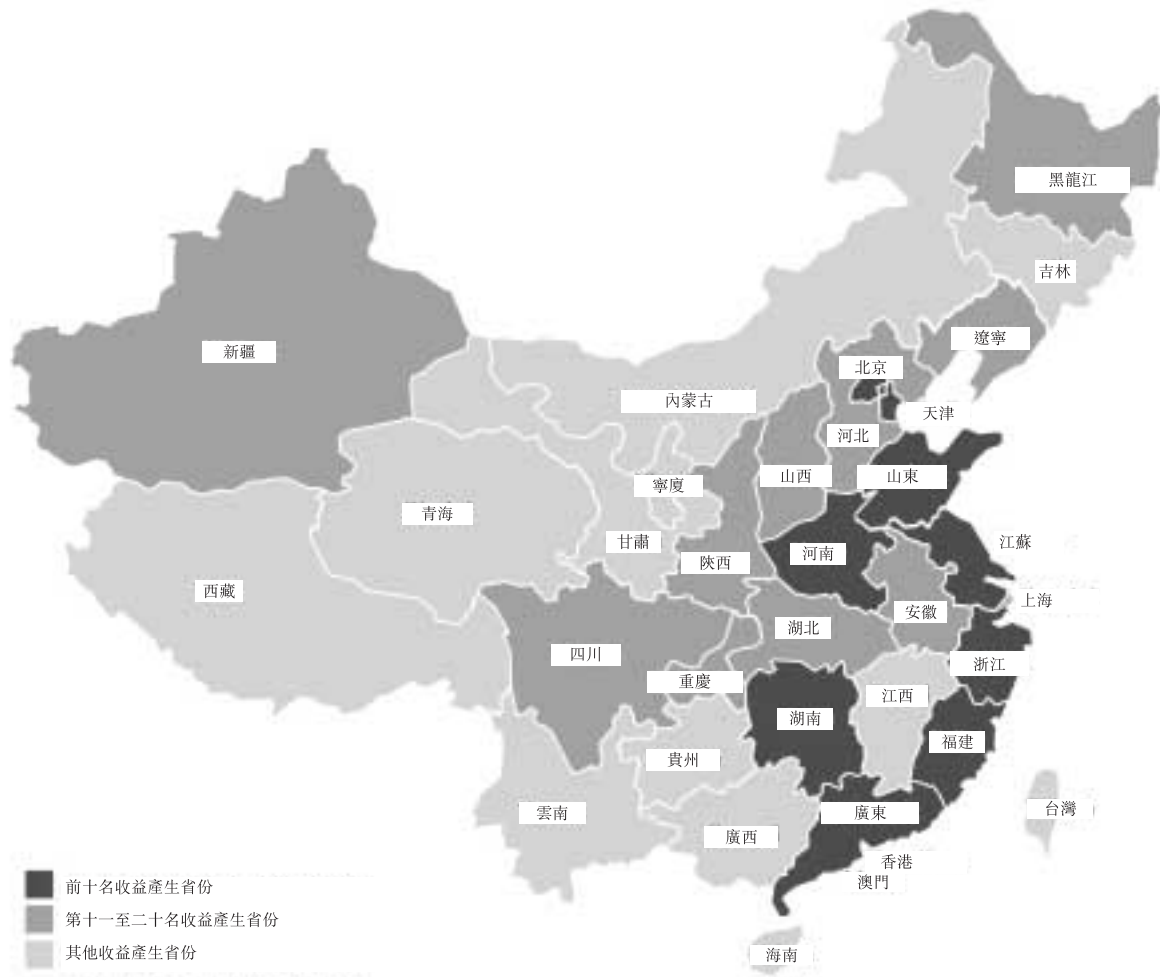 黑龍江
吉林
遼寧
新疆
北京
內蒙古
天津
河北
山西
山東
寧夏
青海
甘肅
江蘇
河南
陝西
西藏
上海
安徽
湖北
四川
浙江
重慶
江西
湖南
福建
貴州
雲南
廣東
台灣
廣西
香港
澳門
海南
前十名收益產生省份
第十一至二十名收益產生省份
其他收益產生省份